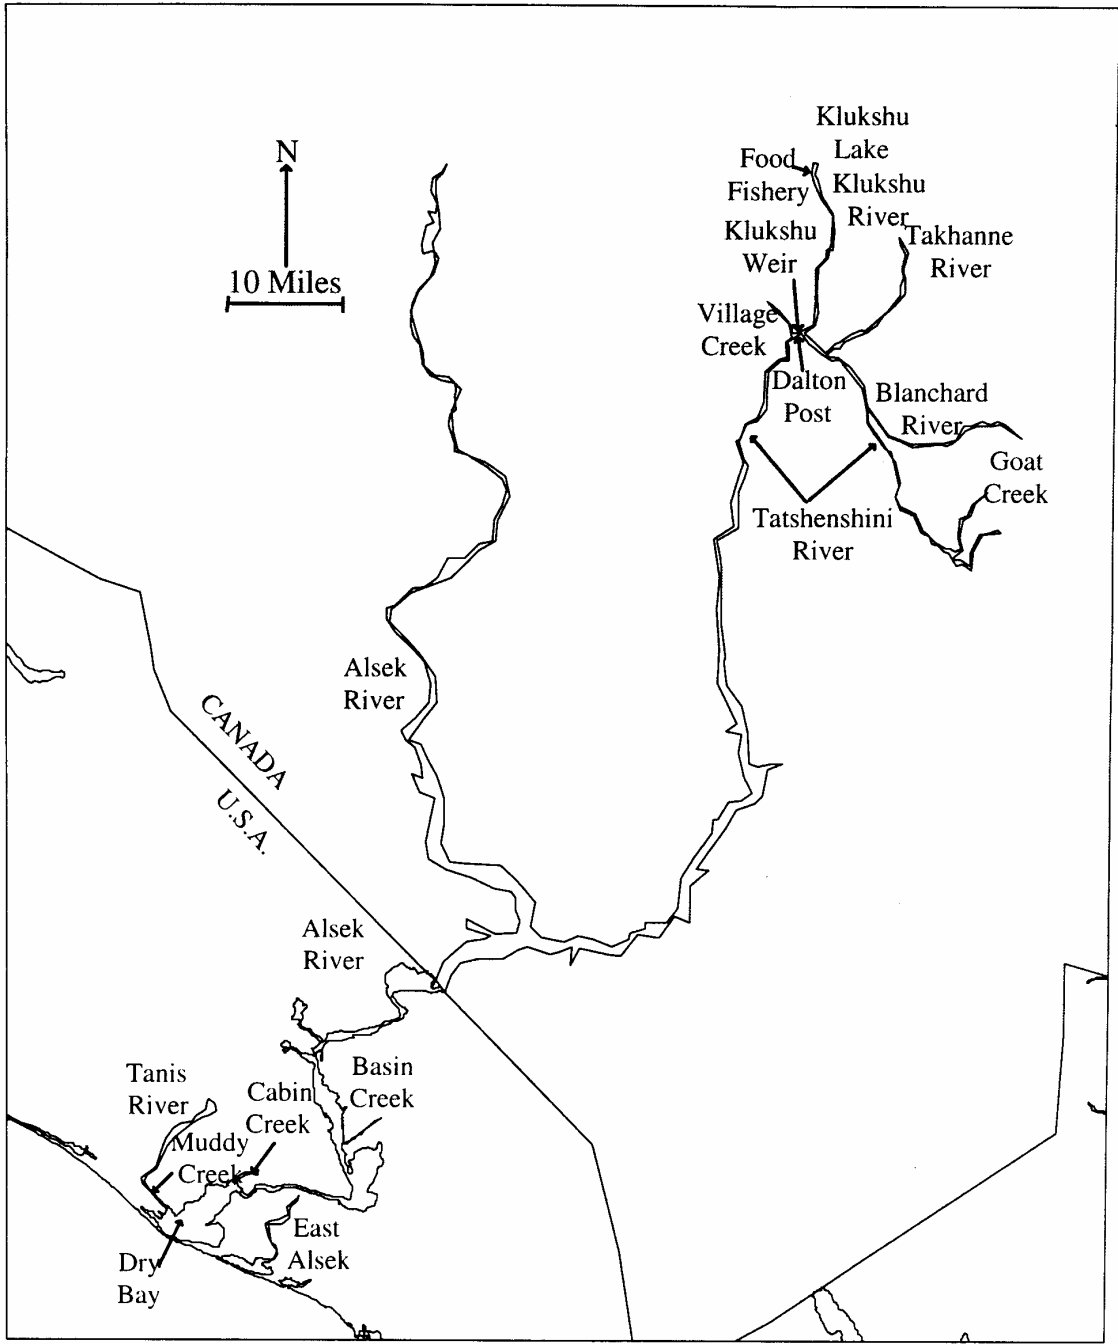 Klukshu
Lake
Food
Fishery
Klukshu
River
Klukshu
Weir
Takhanne
River
N
10 Miles
Village
Creek
Dalton
Post
Blanchard
River
Goat
Creek
Tatshenshini
River
Alsek
River
CANADA
U.S.A.
Alsek
River
Basin
Creek
Tanis
River
Cabin
Creek
Muddy
Creek
East
Alsek
Dry
Bay